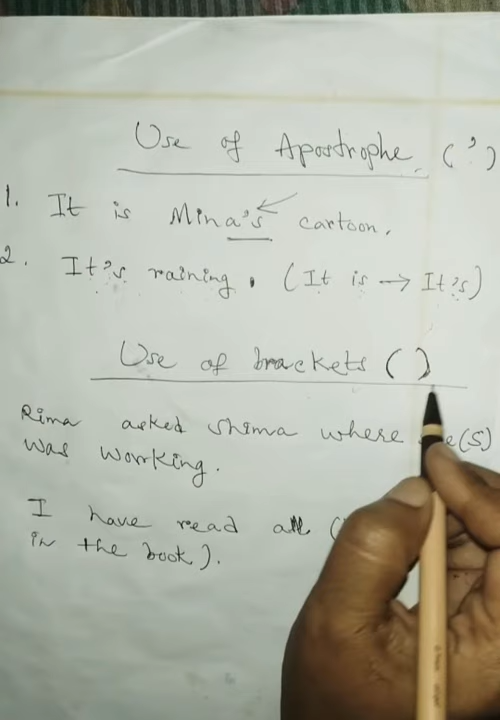 Use of Apostrophe (')
1. It is Mina's cartoon.
2. It's raining. (It is → It's)
Use of brackets ( )
Rima asked Shima where (S)
was working.
I have read all (
in the book).